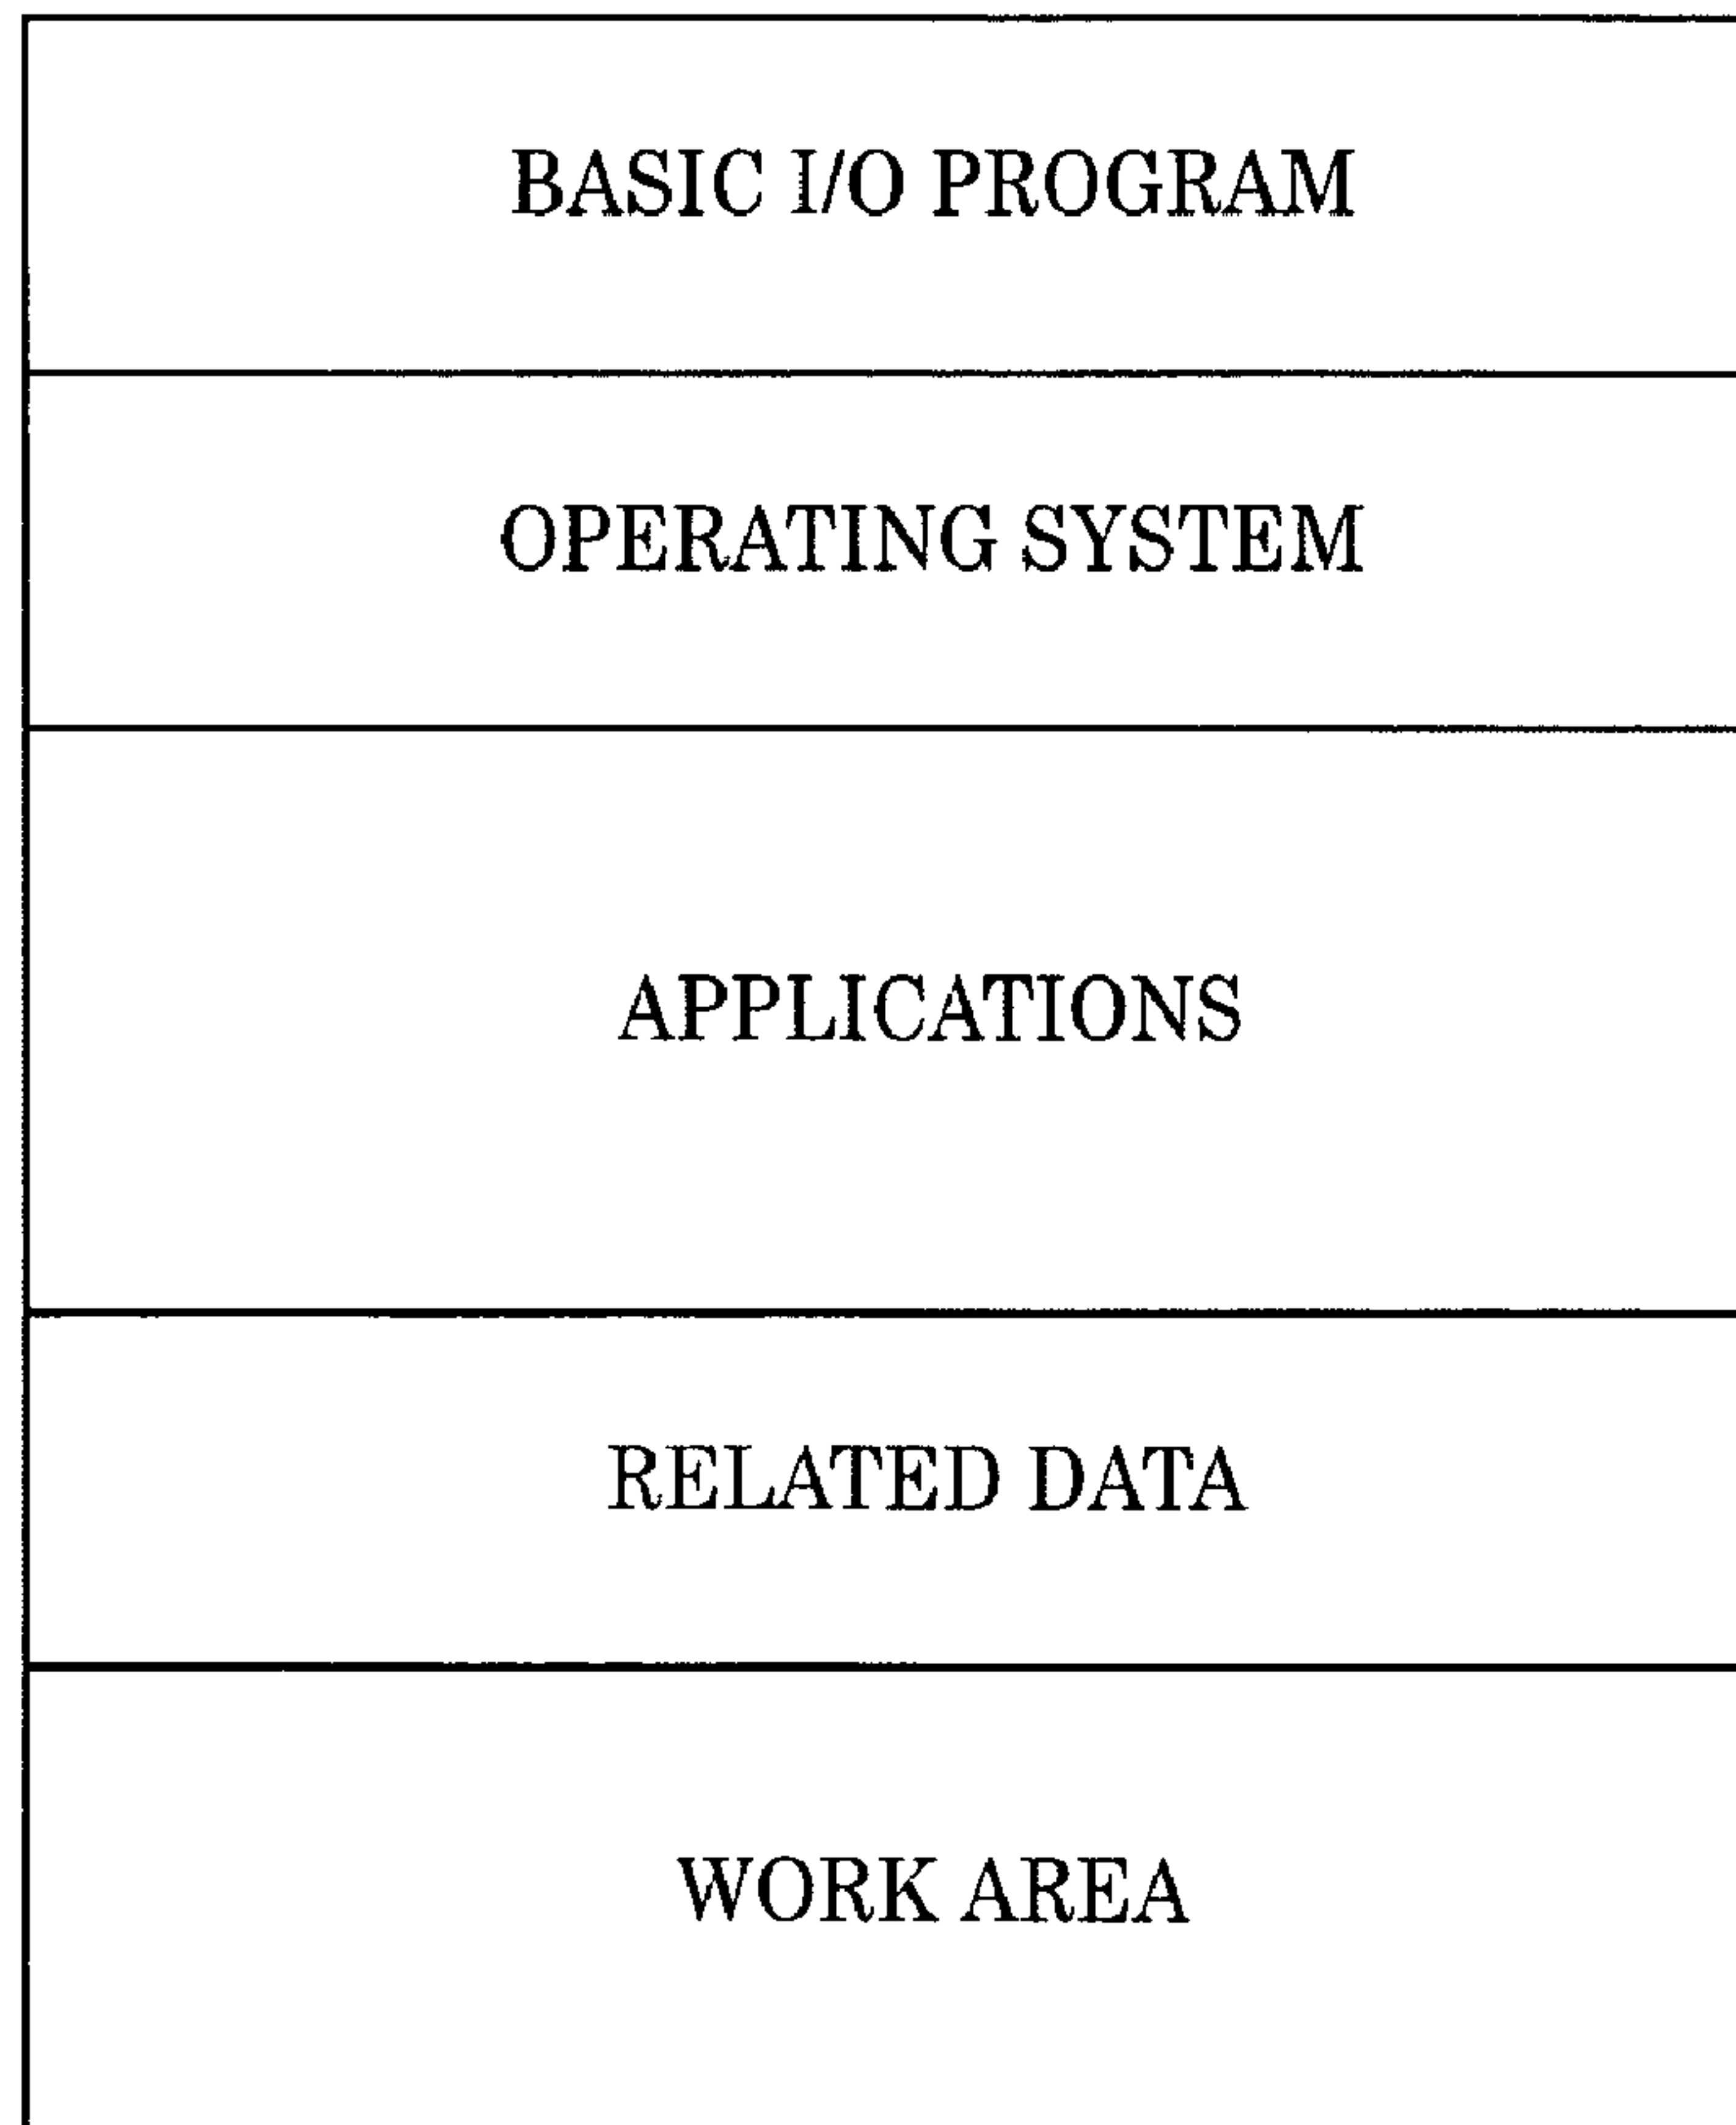 BASIC I/O PROGRAM
OPERATING SYSTEM
APPLICATIONS
RELATED DATA
WORK AREA